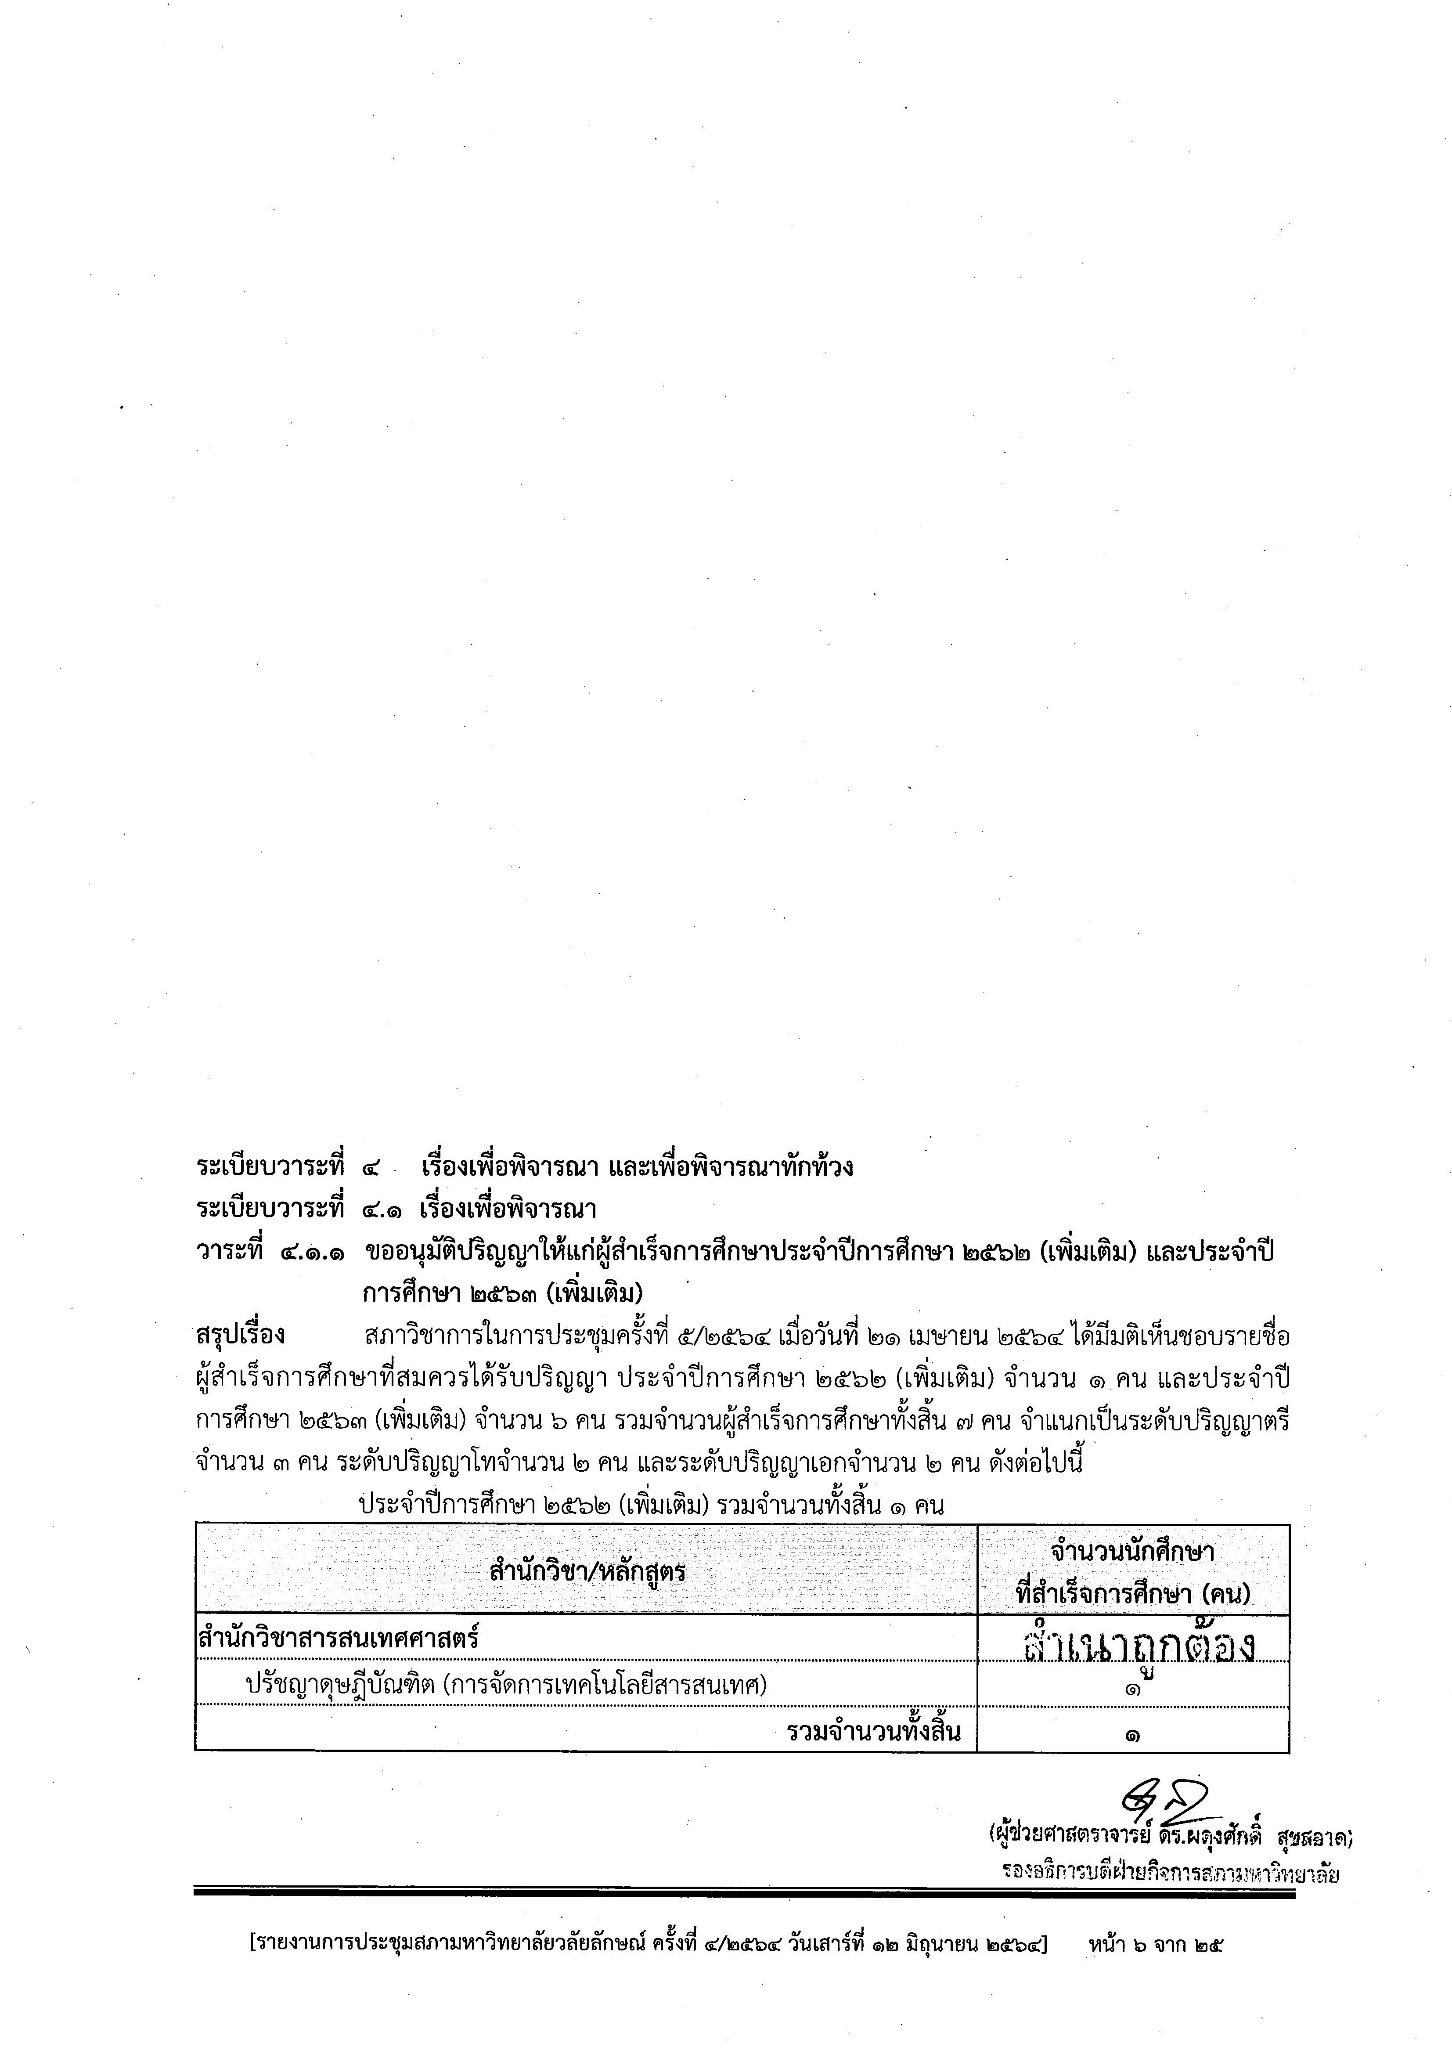 ระเบียบวาระที่ ๔ เรื่องเพื่อพิจารณา และเพื่อพิจารณาทักท้วง
ระเบียบวาระที่ ๔.๑ เรื่องเพื่อพิจารณา
วาระที่ ๔.๑.๑ ขออนุมัติปริญญาให้แก่ผู้สำเร็จการศึกษาประจำปีการศึกษา ๒๕๖๒ (เพิ่มเติม) และประจำปี
การศึกษา ๒๕๖๓ (เพิ่มเติม)
สรุปเรื่อง สภาวิชาการในการประชุมครั้งที่ ๕/๒๕๖๔ เมื่อวันที่ ๒๑ เมษายน ๒๕๖๔ ได้มีมติเห็นชอบรายชื่อ
ผู้สำเร็จการศึกษาที่สมควรได้รับปริญญา ประจำปีการศึกษา ๒๕๖๒ (เพิ่มเติม) จำนวน ๑ คน และประจำปี
การศึกษา ๒๕๖๓ (เพิ่มเติม) จำนวน ๖ คน รวมจำนวนผู้สำเร็จการศึกษาทั้งสิ้น ๗ คน จำแนกเป็นระดับปริญญาตรี
จำนวน ๓ คน ระดับปริญญาโทจำนวน ๒ คน และระดับปริญญาเอกจำนวน ๒ คน ดังต่อไปนี้
ประจำปีการศึกษา ๒๕๖๒ (เพิ่มเติม) รวมจำนวนทั้งสิ้น ๑ คน
สำนักวิชา/หลักสูตร
จำนวนนักศึกษา
ที่สำเร็จการศึกษา (คน)
สำนักวิชาสารสนเทศศาสตร์
สำเนาถูกต้อง
ปรัชญาดุษฎีบัณฑิต (การจัดการเทคโนโลยีสารสนเทศ) ๑
รวมจำนวนทั้งสิ้น ๑
(ผู้ช่วยศาสตราจารย์ ดร.ผดุงศักดิ์ สุขสอาด)
รองอธิการบดีฝ่ายกิจการสภามหาวิทยาลัย
[รายงานการประชุมสภามหาวิทยาลัยวลัยลักษณ์ ครั้งที่ ๔/๒๕๖๔ วันเสาร์ที่ ๑๒ มิถุนายน ๒๕๖๔] หน้า ๖ จาก ๒๕